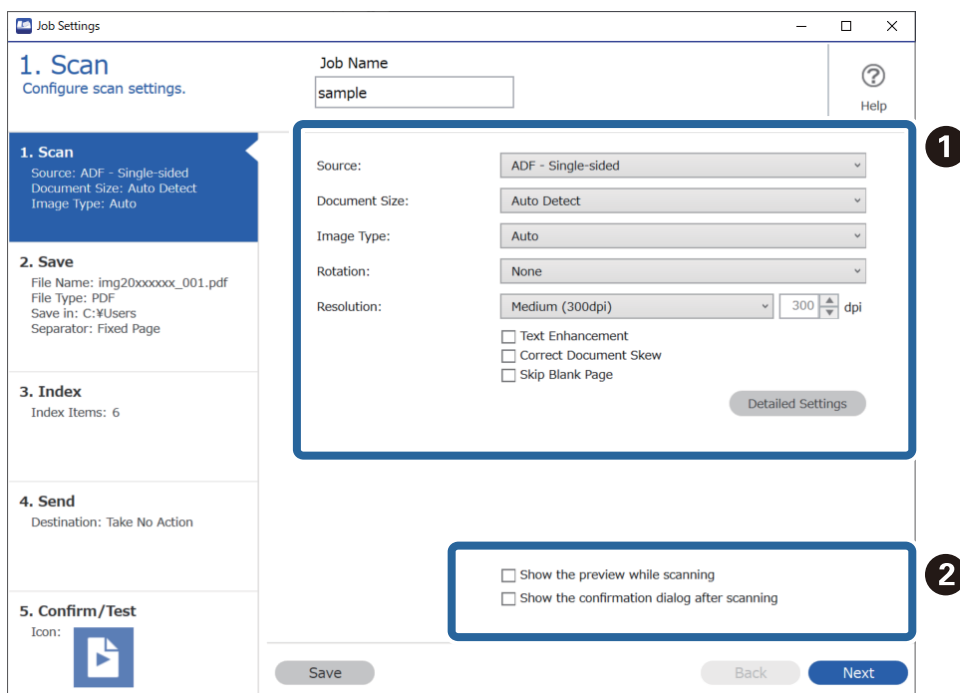 Job Settings
1. Scan
Configure scan settings.
Job Name
sample
?
Help
1. Scan
Source: ADF - Single-sided
Document Size: Auto Detect
Image Type: Auto
2. Save
File Name: img20xxxxxx_001.pdf
File Type: PDF
Save in: C:¥Users
Separator: Fixed Page
3. Index
Index Items: 6
4. Send
Destination: Take No Action
5. Confirm/Test
Icon:
1
Source: ADF - Single-sided
Document Size: Auto Detect
Image Type: Auto
Rotation: None
Resolution: Medium (300dpi) 300 dpi
Text Enhancement
Correct Document Skew
Skip Blank Page
Detailed Settings
2
Show the preview while scanning
Show the confirmation dialog after scanning
Save Back Next